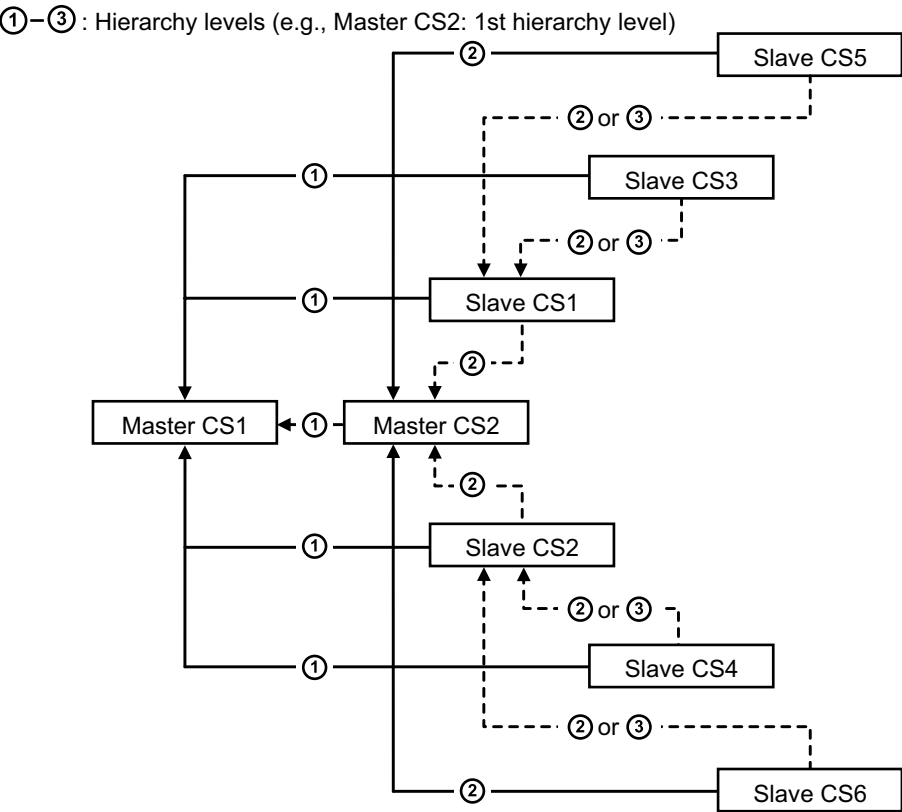 ①–③ : Hierarchy levels (e.g., Master CS2: 1st hierarchy level)
② Slave CS5
② or ③
① Slave CS3
② or ③
① Slave CS1
②
Master CS1 ① Master CS2
②
① Slave CS2
② or ③
① Slave CS4
② or ③
② Slave CS6